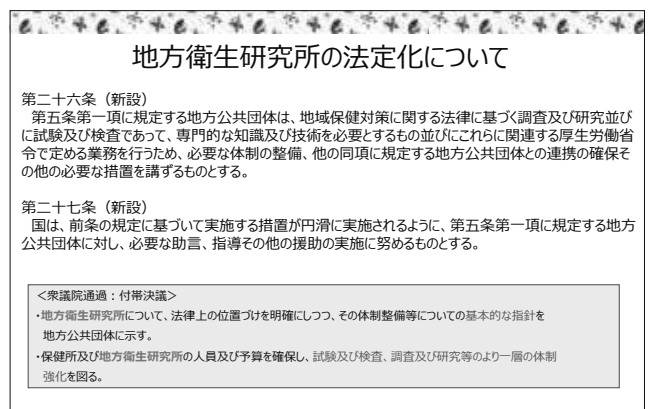 地方衛生研究所の法定化について
第二十六条（新設）
第五条第一項に規定する地方公共団体は、地域保健対策に関する法律に基づく調査及び研究並び
に試験及び検査であって、専門的な知識及び技術を必要とするもの並びにこれらに関連する厚生労働省
令で定める業務を行うため、必要な体制の整備、他の同項に規定する地方公共団体との連携の確保そ
の他の必要な措置を講ずるものとする。
第二十七条（新設）
国は、前条の規定に基づいて実施する措置が円滑に実施されるように、第五条第一項に規定する地方
公共団体に対し、必要な助言、指導その他の援助の実施に努めるものとする。
＜衆議院通過：付帯決議＞
・地方衛生研究所について、法律上の位置づけを明確にしつつ、その体制整備等についての基本的な指針を
地方公共団体に示す。
・保健所及び地方衛生研究所の人員及び予算を確保し、試験及び検査、調査及び研究等のより一層の体制
強化を図る。